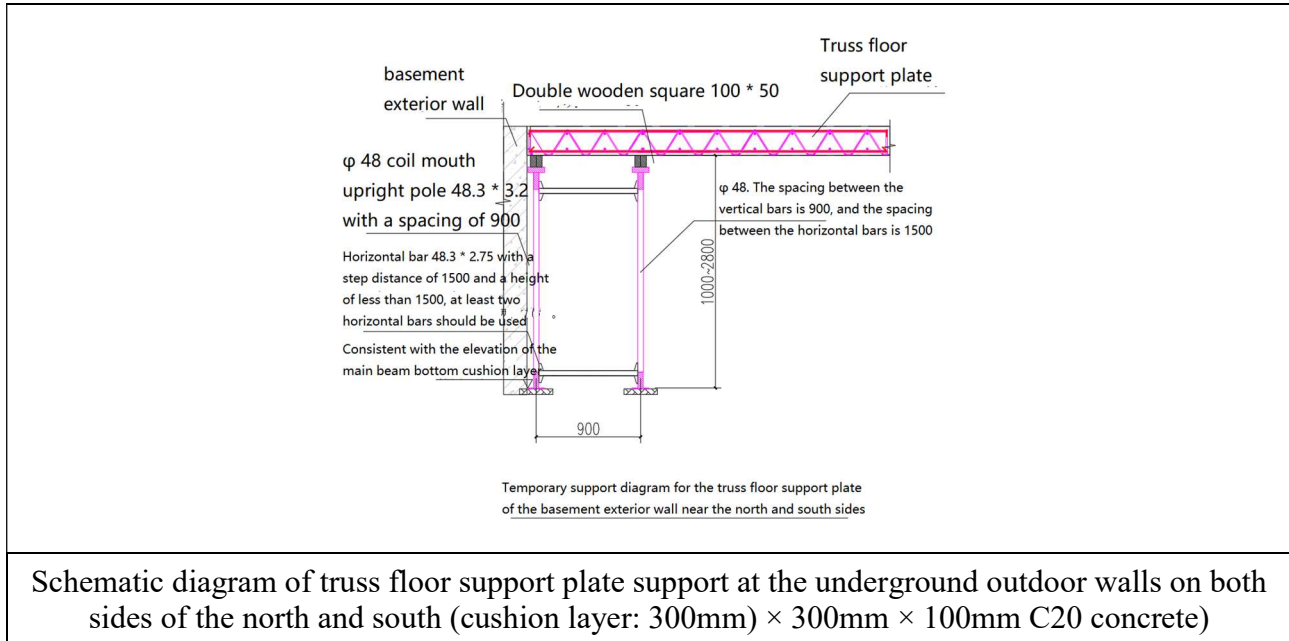 Truss floor
support plate
basement
exterior wall
Double wooden square 100 * 50
φ 48 coil mouth
upright pole 48.3 * 3.2
with a spacing of 900
φ 48. The spacing between the
vertical bars is 900, and the spacing
between the horizontal bars is 1500
Horizontal bar 48.3 * 2.75 with a
step distance of 1500 and a height
of less than 1500, at least two
horizontal bars should be used
Consistent with the elevation of the
main beam bottom cushion layer
1000~2800
900
Temporary support diagram for the truss floor support plate
of the basement exterior wall near the north and south sides
Schematic diagram of truss floor support plate support at the underground outdoor walls on both
sides of the north and south (cushion layer: 300mm) × 300mm × 100mm C20 concrete)